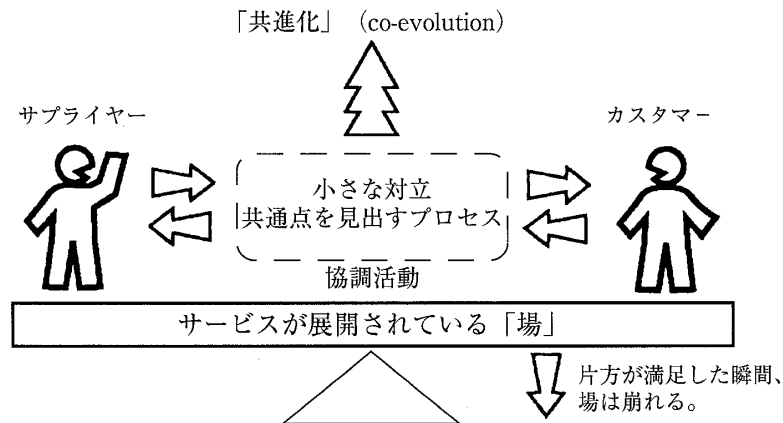 「共進化」 (co-evolution)
サプライヤー
カスタマー
小さな対立
共通点を見出すプロセス
協調活動
サービスが展開されている「場」
片方が満足した瞬間、
場は崩れる。